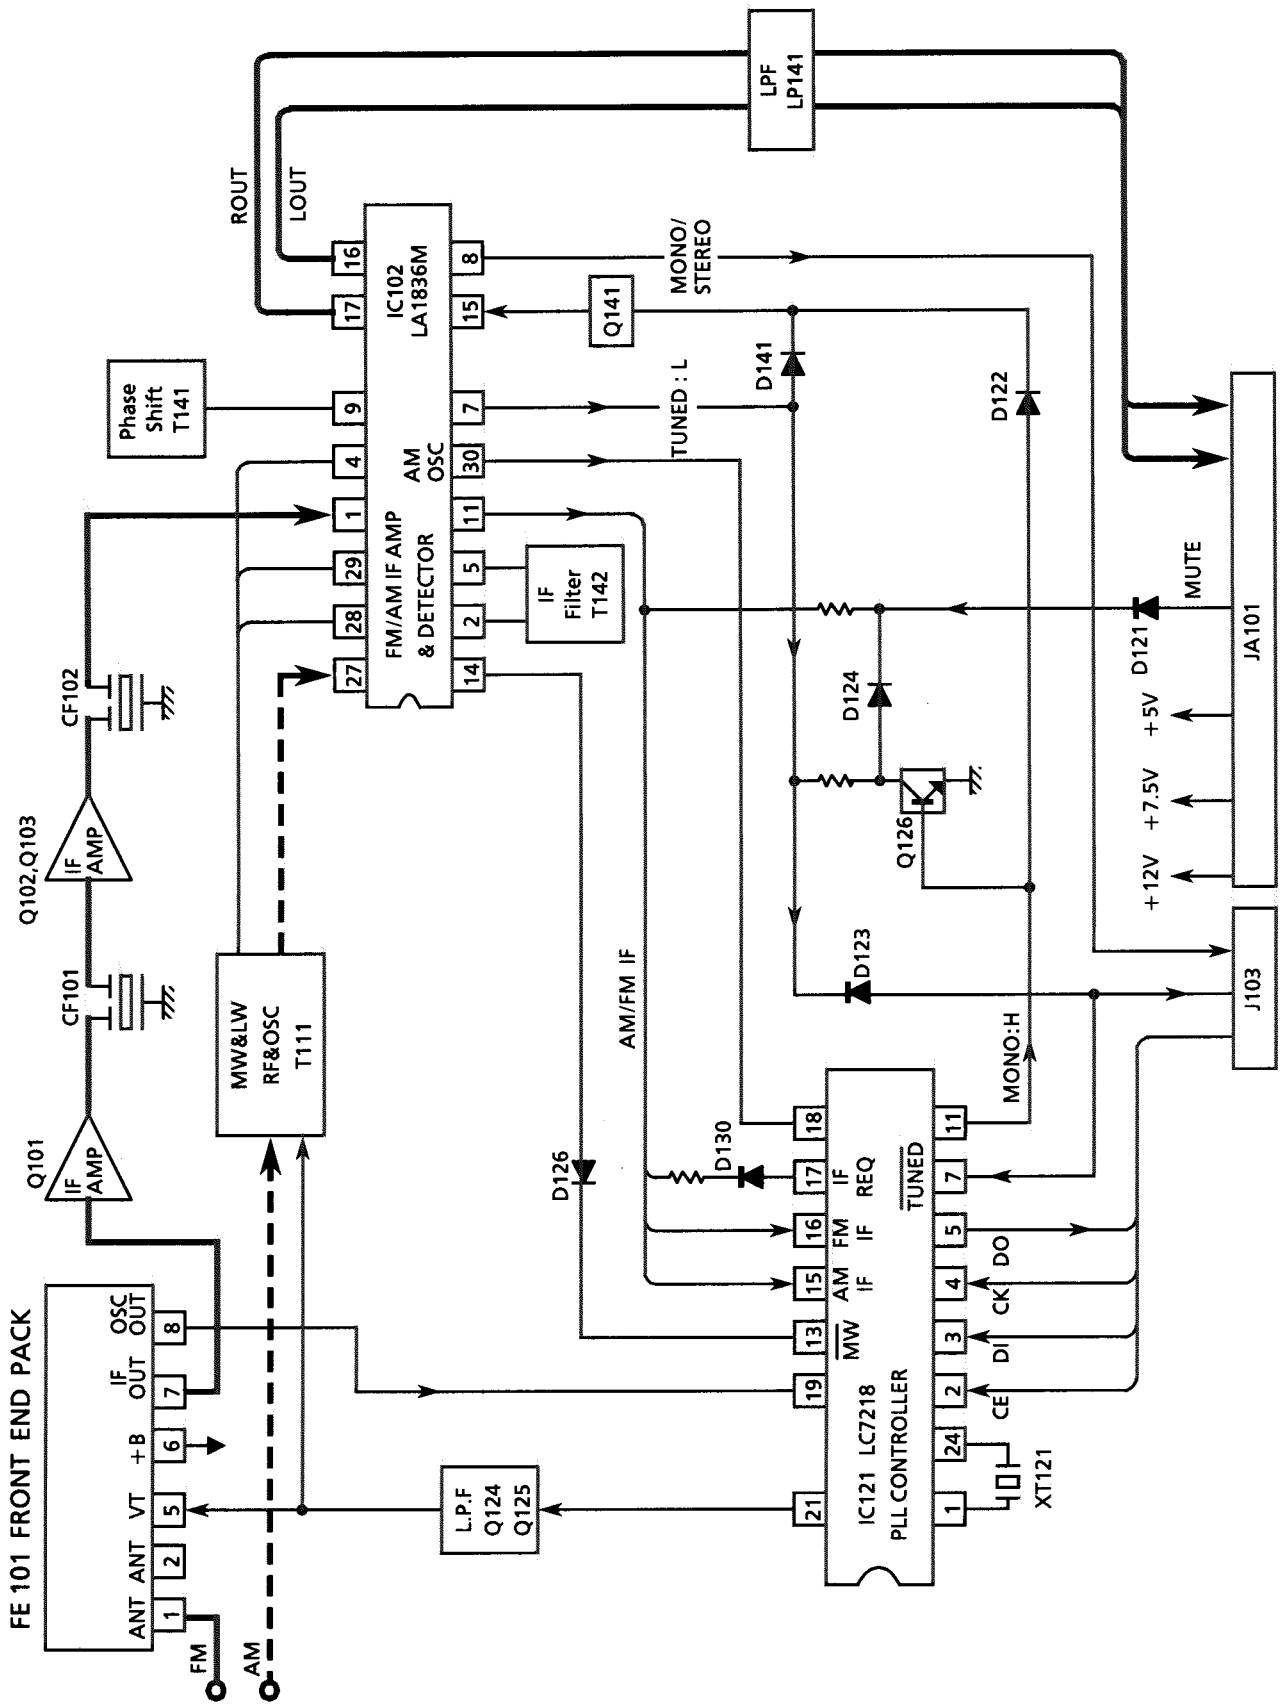 FE101 FRONT END PACK
ANT
1
ANT
2
VT
5
+B
6
IF
OUT
7
OSC
OUT
8
FM
AM
Q101
IF
AMP
CF101
Q102,Q103
IF
AMP
CF102
MW&LW
RF&OSC
T111
L.P.F
Q124
Q125
Phase
Shift
T141
ROUT
LOUT
LPF
LP141
27
28
29
1
4
9
17
16
FM/AM IF AMP
& DETECTOR
AM
OSC
IC102
LA1836M
14
2
5
11
30
7
15
8
IF
Filter
T142
TUNED : L
Q141
MONO/
STEREO
D141
D122
D124
D121
MUTE
Q126
D123
D126
AM/FM IF
D130
MONO:H
21
19
13
15
16
17
18
MW
AM
IF
FM
IF
IF
REQ
IC121 LC7218
PLL CONTROLLER
TUNED
1
24
2
3
4
5
7
11
XT121
CE
DI
CK
DO
+12V
+7.5V
+5V
J103
JA101